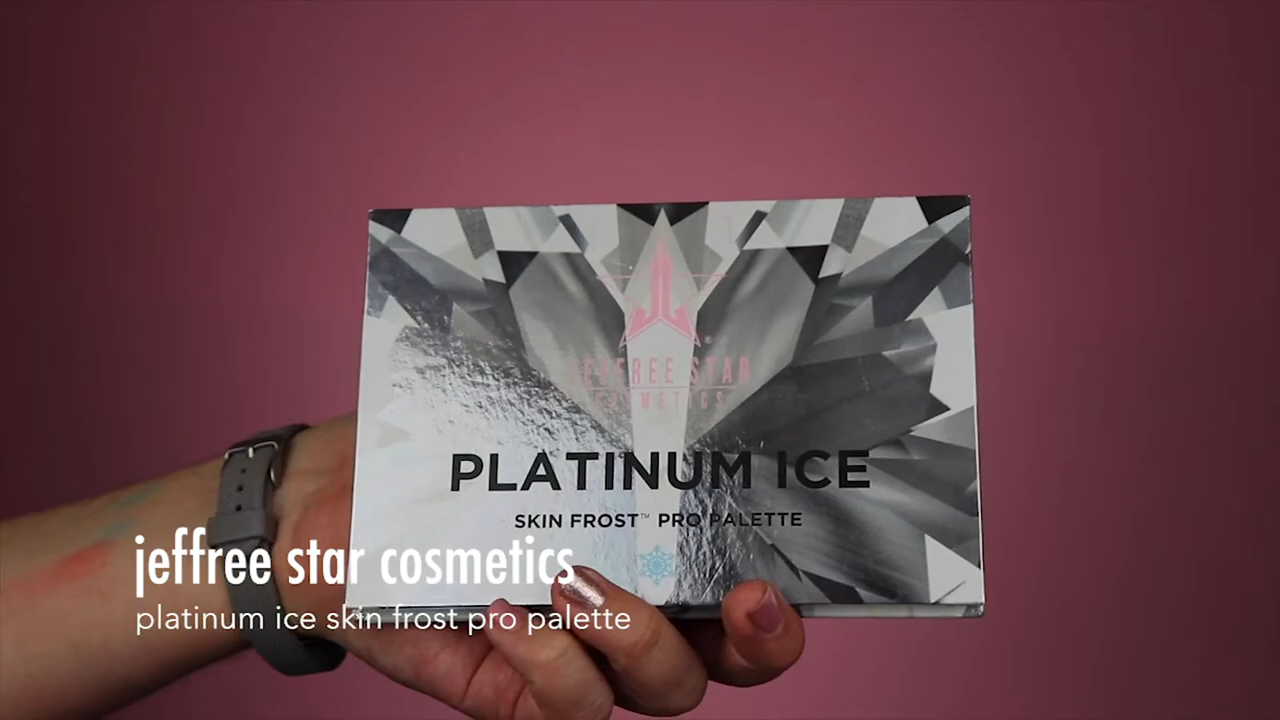 JEFFREE STAR
COSMETICS
PLATINUM ICE
SKIN FROST™ PRO PALETTE
jeffree star cosmetics
platinum ice skin frost pro palette